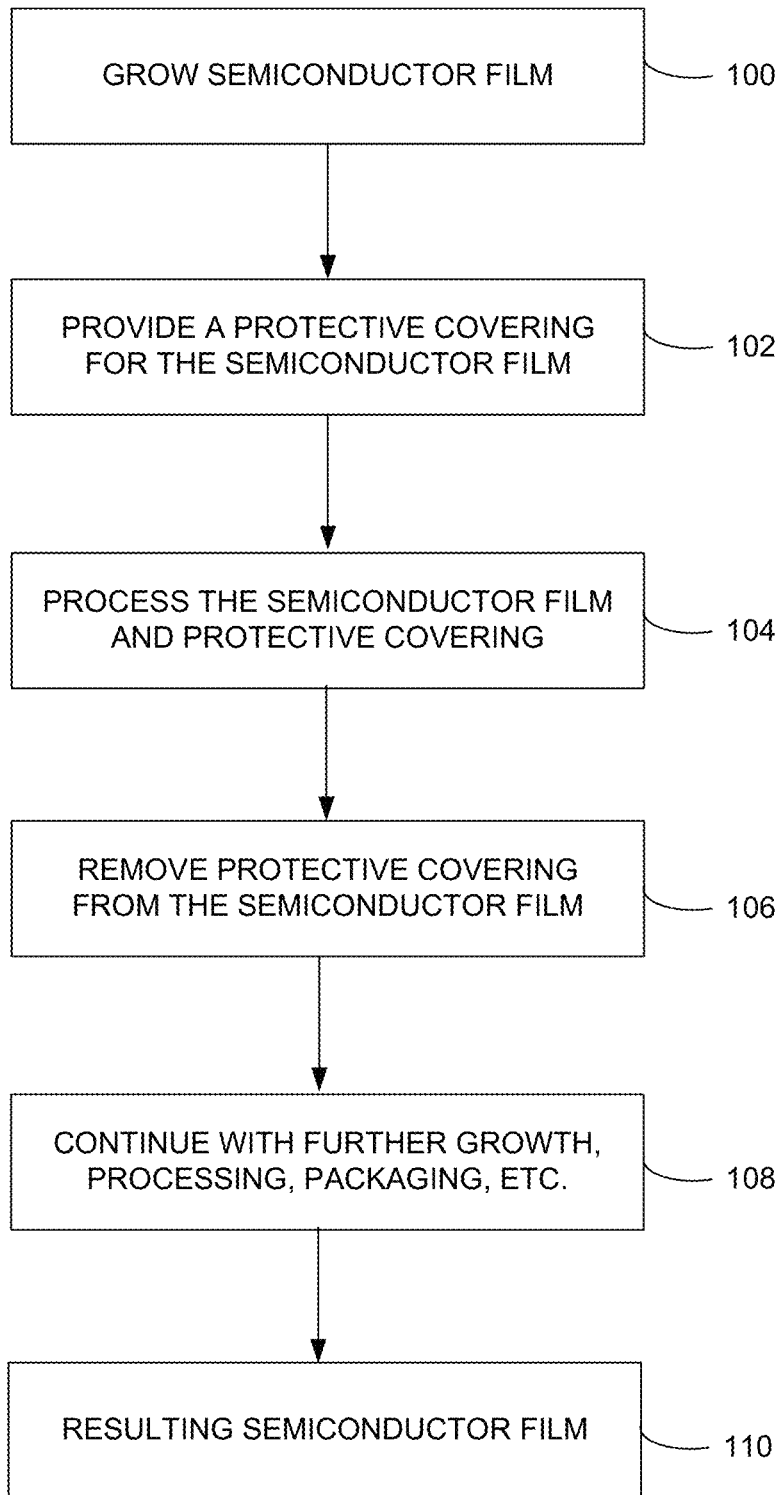 GROW SEMICONDUCTOR FILM
100
PROVIDE A PROTECTIVE COVERING
FOR THE SEMICONDUCTOR FILM
102
PROCESS THE SEMICONDUCTOR FILM
AND PROTECTIVE COVERING
104
REMOVE PROTECTIVE COVERING
FROM THE SEMICONDUCTOR FILM
106
CONTINUE WITH FURTHER GROWTH,
PROCESSING, PACKAGING, ETC.
108
RESULTING SEMICONDUCTOR FILM
110